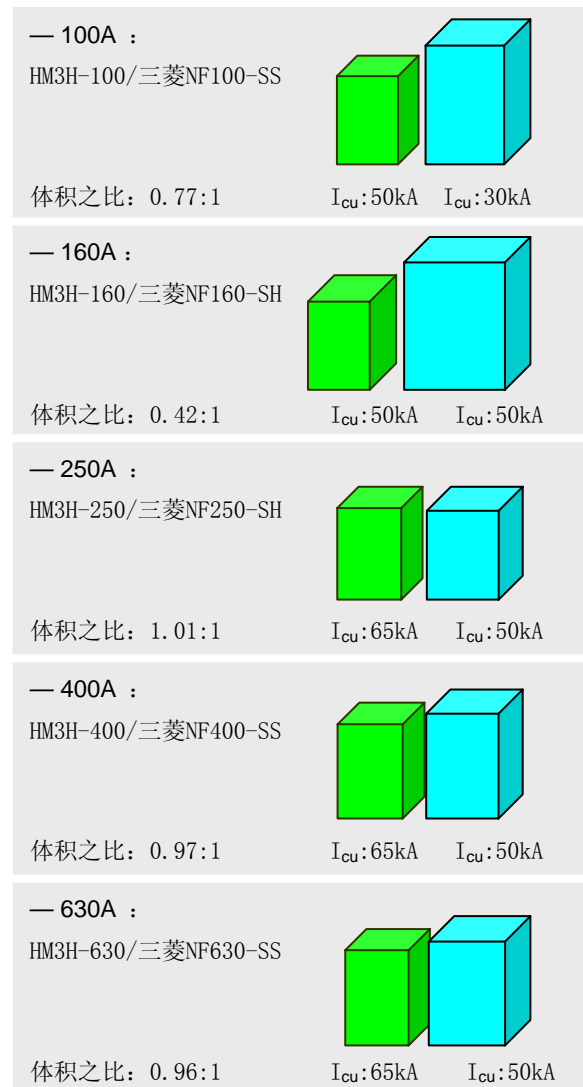 — 100A ：
HM3H-100/三菱NF100-SS
体积之比：0.77:1 Icu:50kA Icu:30kA
— 160A：
HM3H-160/三菱NF160-SH
体积之比：0.42:1 Icu:50kA Icu:50kA
— 250A ：
HM3H-250/三菱NF250-SH
体积之比：1.01:1 Icu:65kA Icu:50kA
— 400A ：
HM3H-400/三菱NF400-SS
体积之比：0.97:1 Icu:65kA Icu:50kA
— 630A ：
HM3H-630/三菱NF630-SS
体积之比：0.96:1 Icu:65kA Icu:50kA